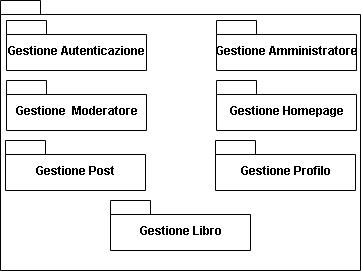 Gestione Autenticazione
Gestione Amministratore
Gestione Moderatore
Gestione Homepage
Gestione Post
Gestione Profilo
Gestione Libro